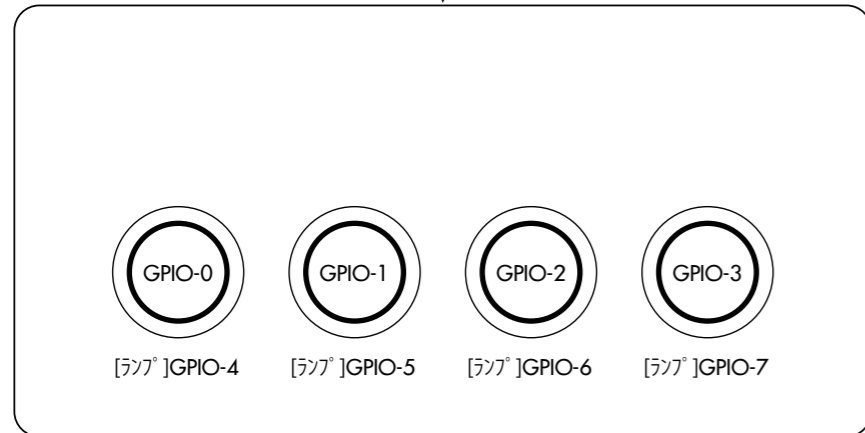 GPIO-0 GPIO-1 GPIO-2 GPIO-3
[ﾗﾝﾌﾟ]GPIO-4 [ﾗﾝﾌﾟ]GPIO-5 [ﾗﾝﾌﾟ]GPIO-6 [ﾗﾝﾌﾟ]GPIO-7